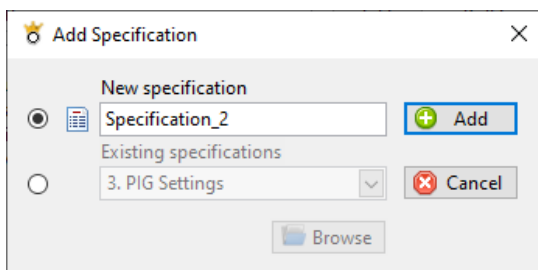 Add Specification
New specification
Specification_2
Add
Existing specifications
3. PIG Settings
Cancel
Browse